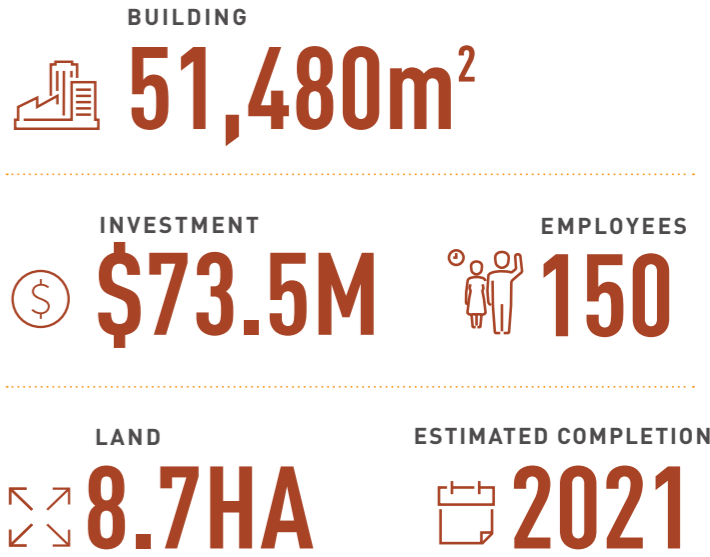 BUILDING
51,480m²
INVESTMENT
$73.5M
EMPLOYEES
150
LAND
8.7HA
ESTIMATED COMPLETION
2021